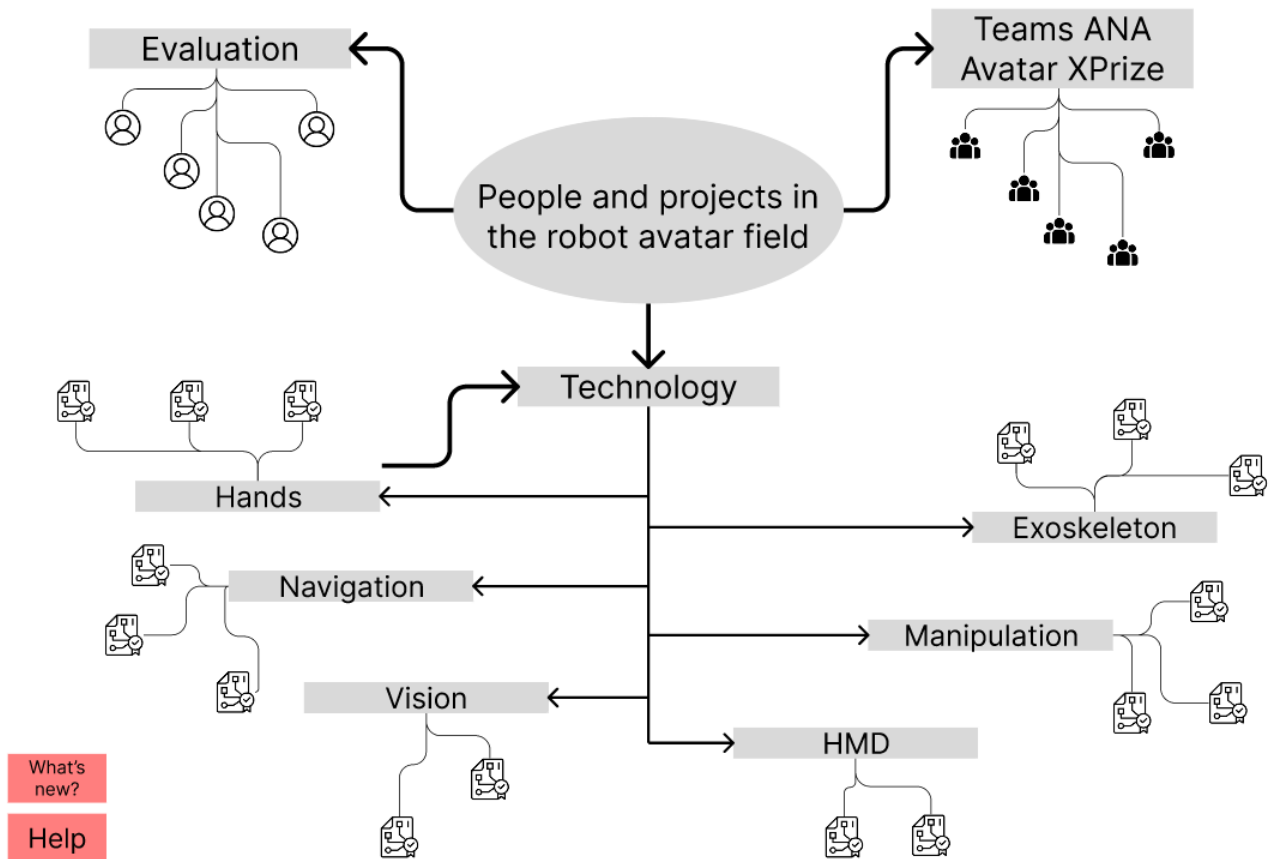 Evaluation
Teams ANA
Avatar XPrize
People and projects in
the robot avatar field
Technology
Hands
Exoskeleton
Navigation
Manipulation
Vision
HMD
What's
new?
Help